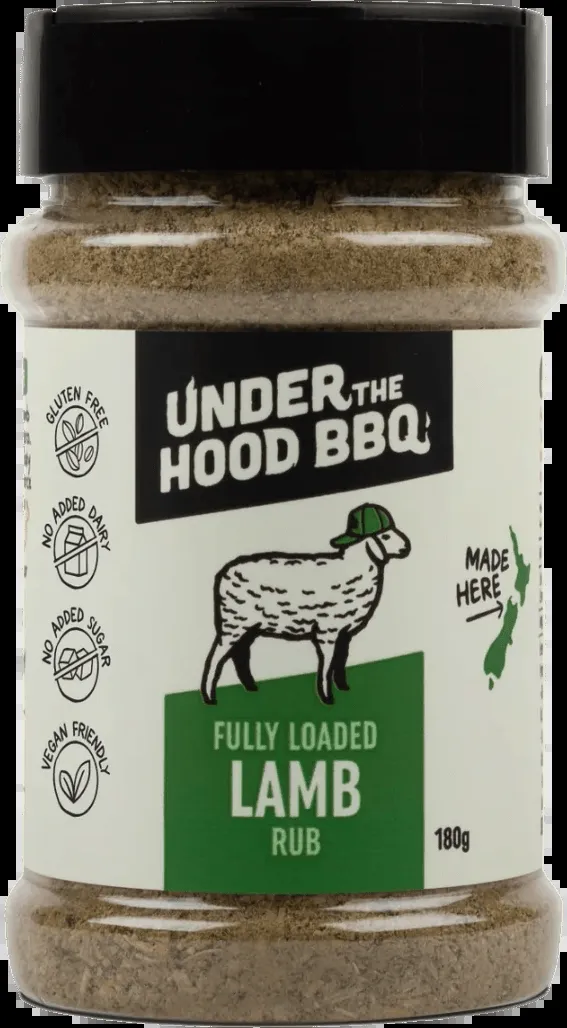 UNDER THE
HOOD BBQ
GLUTEN FREE
NO ADDED DAIRY
NO ADDED SUGAR
VEGAN FRIENDLY
MADE
HERE
FULLY LOADED
LAMB
RUB
180g